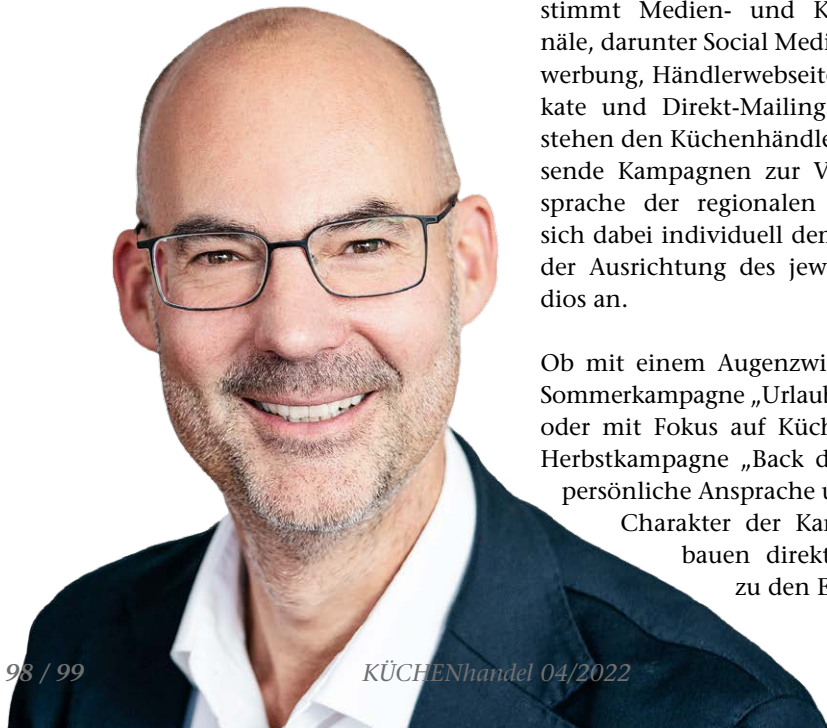 stimmt Medien- und K
näle, darunter Social Medi
werbung, Händlerwebseite
kate und Direkt-Mailing
stehen den Küchenhändle
sende Kampagnen zur V
sprache der regionalen
sich dabei individuell den
der Ausrichtung des jew
dios an.
Ob mit einem Augenzwi
Sommerkampagne „Urlaub
oder mit Fokus auf Küch
Herbstkampagne „Back d
persönliche Ansprache u
Charakter der Kar
bauen direkt
zu den E
98 / 99
KÜCHENhandel 04/2022